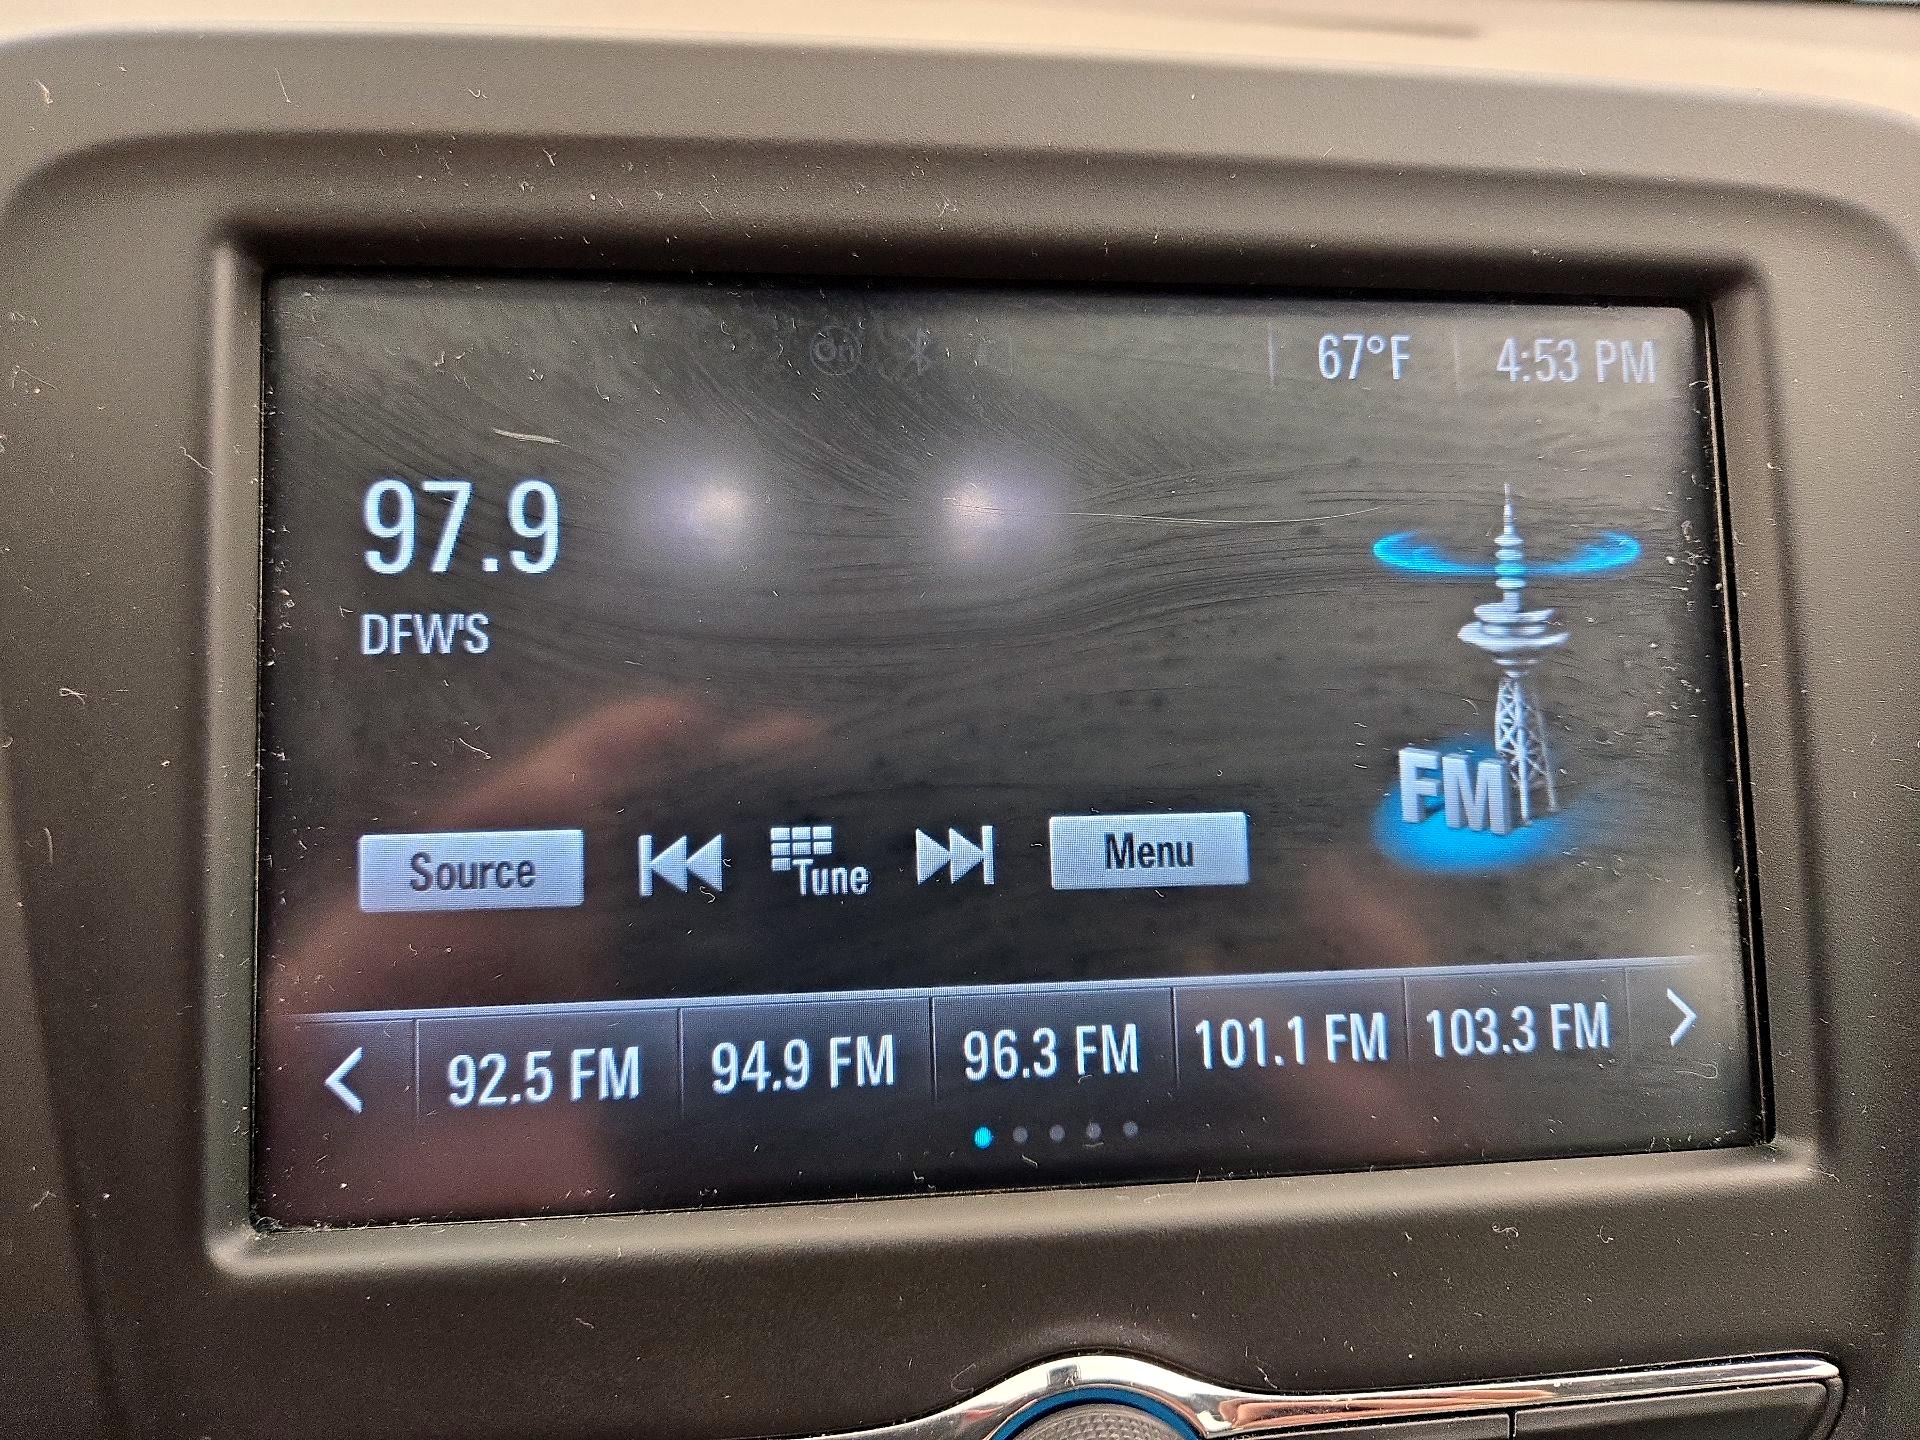 67°F 4:53 PM
97.9
DFW'S
FM
Source Tune Menu
92.5 FM 94.9 FM 96.3 FM 101.1 FM 103.3 FM